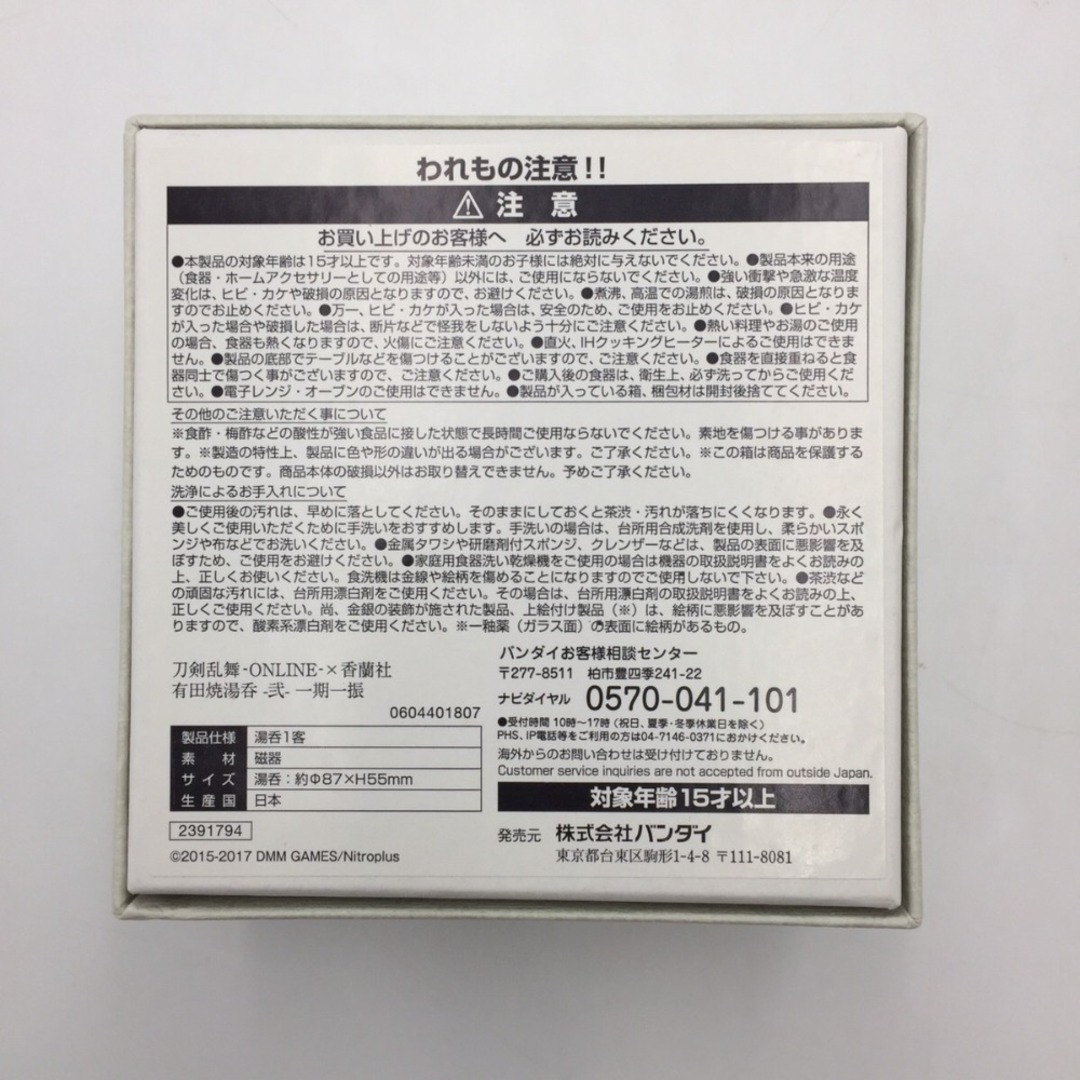 われもの注意!!
⚠ 注 意
お買い上げのお客様へ 必ずお読みください。
●本製品の対象年齢は15才以上です。対象年齢未満のお子様には絶対に与えないでください。●製品本来の用途
(食器・ホームアクセサリーとしての用途等)以外には、ご使用にならないでください。●強い衝撃や急激な温度
変化は、ヒビ・カケや破損の原因となりますので、お避けください。●煮沸、高温での湯煎は、破損の原因となりま
すのでお止めください。●万一、ヒビ・カケが入った場合は、安全のため、ご使用をお止めください。●ヒビ・カケ
が入った場合や破損した場合は、断片などで怪我をしないよう十分にご注意ください。●熱い料理やお湯のご使用
の場合、食器も熱くなりますので、火傷にご注意ください。●直火、IHクッキングヒーターによるご使用はできま
せん。●製品の底部でテーブルなどを傷つけることがございますので、ご注意ください。●食器を直接重ねると食
器同士で傷つく事がございますので、ご注意ください。●ご購入後の食器は、衛生上、必ず洗ってからご使用くだ
さい。●電子レンジ・オーブンのご使用はできません。●製品が入っている箱、梱包材は開封後捨ててください。
その他のご注意いただく事について
※食酢・梅酢などの酸性が強い食品に接した状態で長時間ご使用ならないでください。素地を傷つける事がありま
す。※製造の特性上、製品に色や形の違いが出る場合がございます。ご了承ください。※この箱は商品を保護する
ためのものです。商品本体の破損以外はお取り替えできません。予めご了承ください。
洗浄によるお手入れについて
●ご使用後の汚れは、早めに落としてください。そのままにしておくと茶渋・汚れが落ちにくくなります。●永く
美しくご使用いただくために手洗いをおすすめします。手洗いの場合は、台所用合成洗剤を使用し、柔らかいスポ
ンジや布などでお洗いください。●金属タワシや研磨剤付スポンジ、クレンザーなどは、製品の表面に悪影響を及
ぼすため、ご使用をお避けください。●家庭用食器洗い乾燥機をご使用の場合は機器の取扱説明書をよくお読みの
上、正しくお使いください。食洗機は金線や絵柄を傷めることになりますのでご使用しないで下さい。●茶渋など
の頑固な汚れには、台所用漂白剤をご使用ください。その場合は、台所用漂白剤の取扱説明書をよくお読みの上、
正しくご使用ください。尚、金銀の装飾が施された製品、上絵付け製品(※)は、絵柄に悪影響を及ぼすことがあ
りますので、酸素系漂白剤をご使用ください。※一釉薬(ガラス面)の表面に絵柄があるもの。
刀剣乱舞-ONLINE-×香蘭社
有田焼湯呑 -弐- 一期一振
0604401807
製品仕様 湯呑1客
素材 磁器
サイズ 湯呑：約Φ87×H55mm
生産国 日本
2391794
©2015-2017 DMM GAMES/Nitroplus
バンダイお客様相談センター
〒277-8511 柏市豊四季241-22
ナビダイヤル 0570-041-101
●受付時間 10時～17時(祝日、夏季・冬季休業日を除く)
PHS、IP電話等をご利用の方は04-7146-0371におかけください。
海外からのお問い合わせは受け付けておりません。
Customer service inquiries are not accepted from outside Japan.
対象年齢15才以上
発売元 株式会社バンダイ
東京都台東区駒形1-4-8 〒111-8081